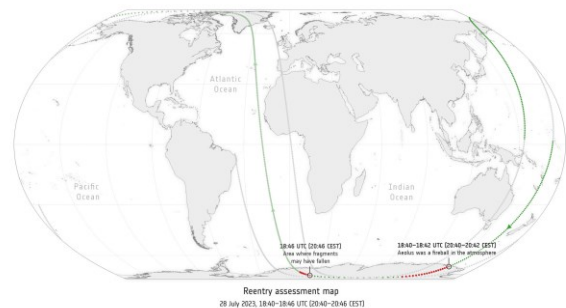 Atlantic
Ocean
Pacific
Ocean
Indian
Ocean
18:46 UTC (20:46 CEST)
Area where fragments
may have fallen
18:40–18:42 UTC (20:40–20:42 CEST)
Aeolus was a fireball in the atmosphere
Reentry assessment map
28 July 2023, 18:40–18:46 UTC (20:40–20:46 CEST)